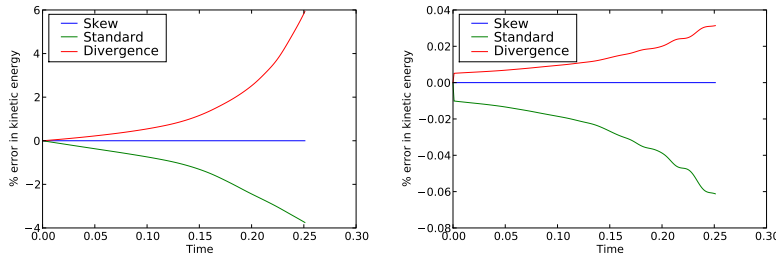 6
4
2
0
−2
−4
% error in kinetic energy
Skew
Standard
Divergence
0.00 0.05 0.10 0.15 0.20 0.25 0.30
Time
0.04
0.02
0.00
−0.02
−0.04
−0.06
−0.08
% error in kinetic energy
Skew
Standard
Divergence
0.00 0.05 0.10 0.15 0.20 0.25 0.30
Time